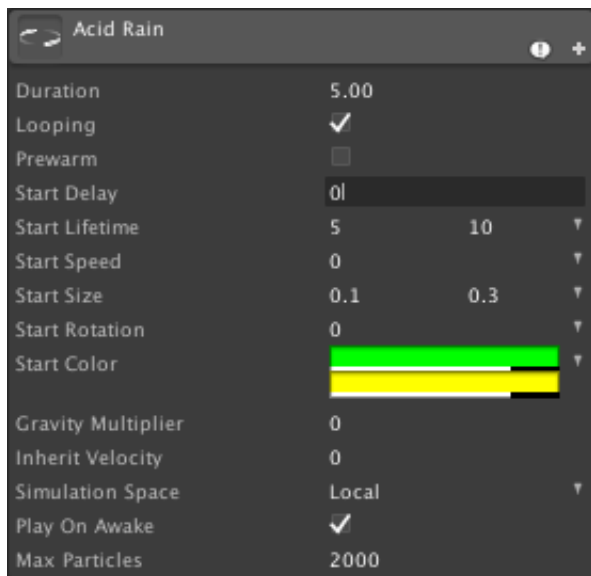 Acid Rain
Duration 5.00
Looping
Prewarm
Start Delay 0
Start Lifetime 5 10
Start Speed 0
Start Size 0.1 0.3
Start Rotation 0
Start Color
Gravity Multiplier 0
Inherit Velocity 0
Simulation Space Local
Play On Awake
Max Particles 2000